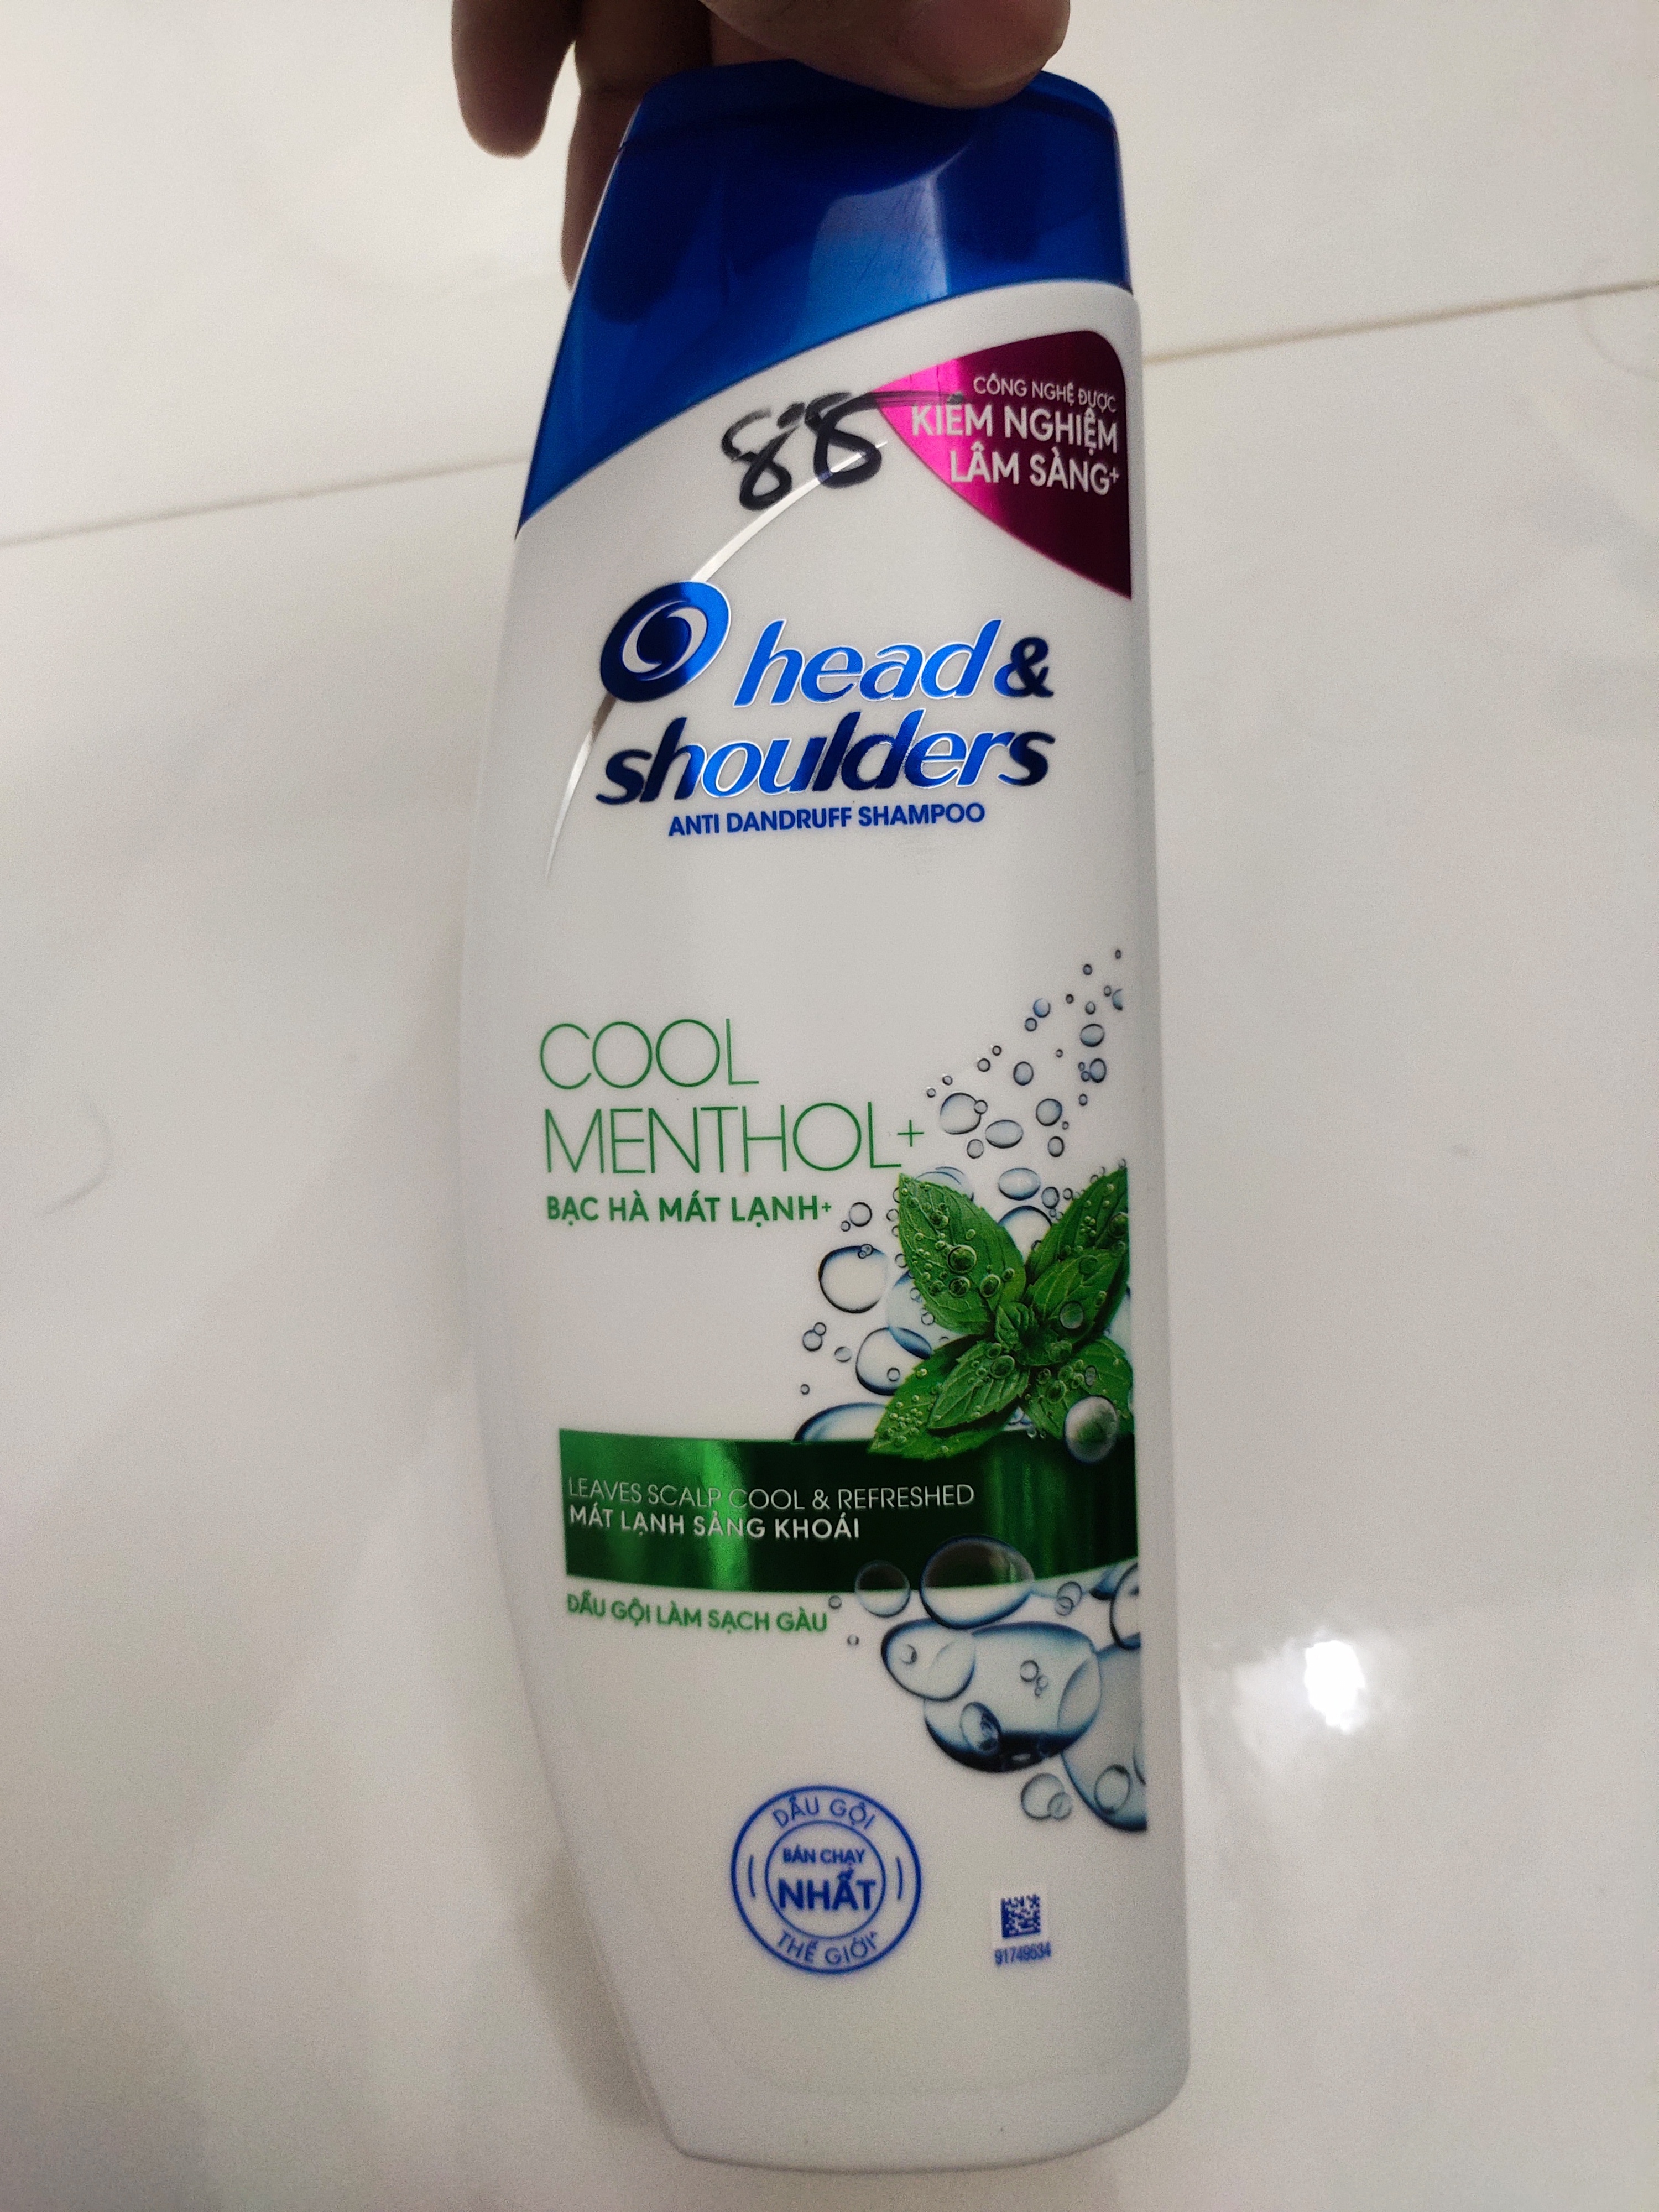 88
CÔNG NGHỆ ĐƯỢC
KIỂM NGHIỆM
LÂM SÀNG+
head &
shoulders
ANTI DANDRUFF SHAMPOO
COOL
MENTHOL+
BẠC HÀ MÁT LẠNH+
LEAVES SCALP COOL & REFRESHED
MÁT LẠNH SẢNG KHOÁI
DẦU GỘI LÀM SẠCH GÀU
DẦU GỘI
BÁN CHẠY
NHẤT
THẾ GIỚI^
91749534